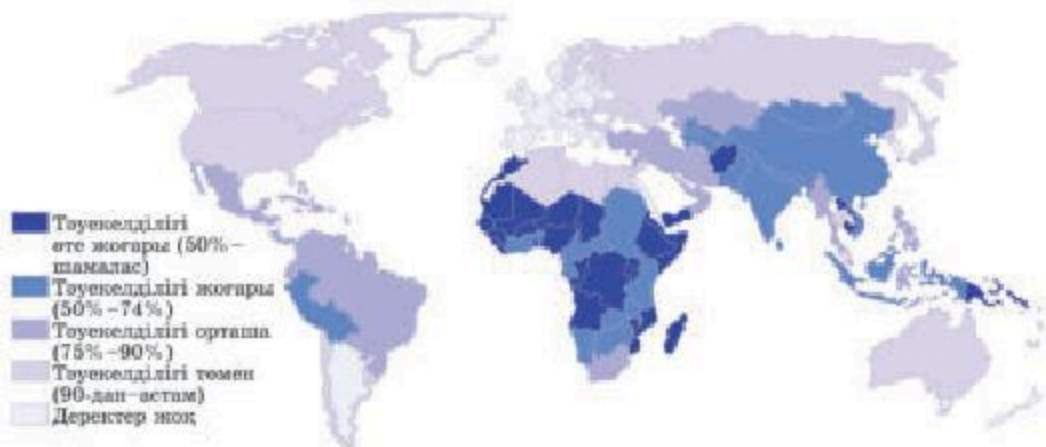 Тәуекелділігі
өте жоғары (50%–
шамалас)
Тәуекелділігі жоғары
(50%–74%)
Тәуекелділігі орташа
(75%–90%)
Тәуекелділігі төмен
(90-дан–астам)
Деректер жоқ